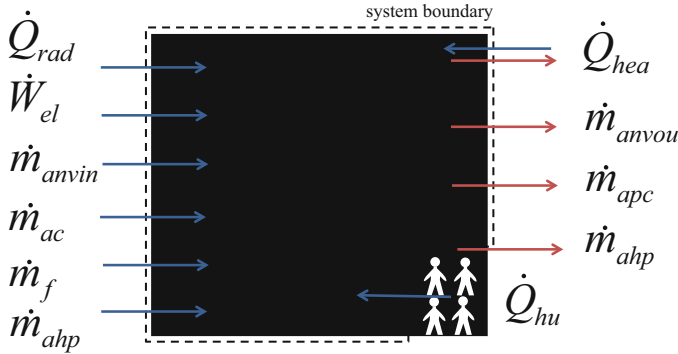 system boundary
Q̇rad
Ẇel
ṁanvin
ṁac
ṁf
ṁahp
Q̇hea
ṁanvou
ṁapc
ṁahp
Q̇hu